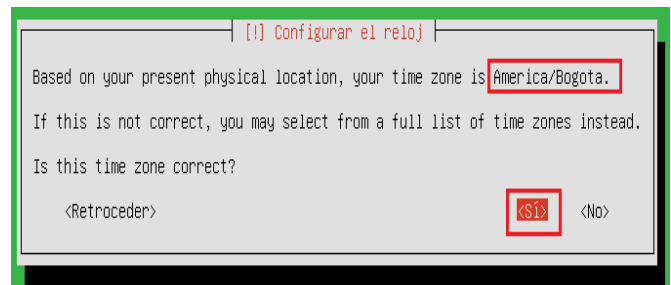 [!] Configurar el reloj
Based on your present physical location, your time zone is America/Bogota.
If this is not correct, you may select from a full list of time zones instead.
Is this time zone correct?
<Retroceder> <Sí> <No>